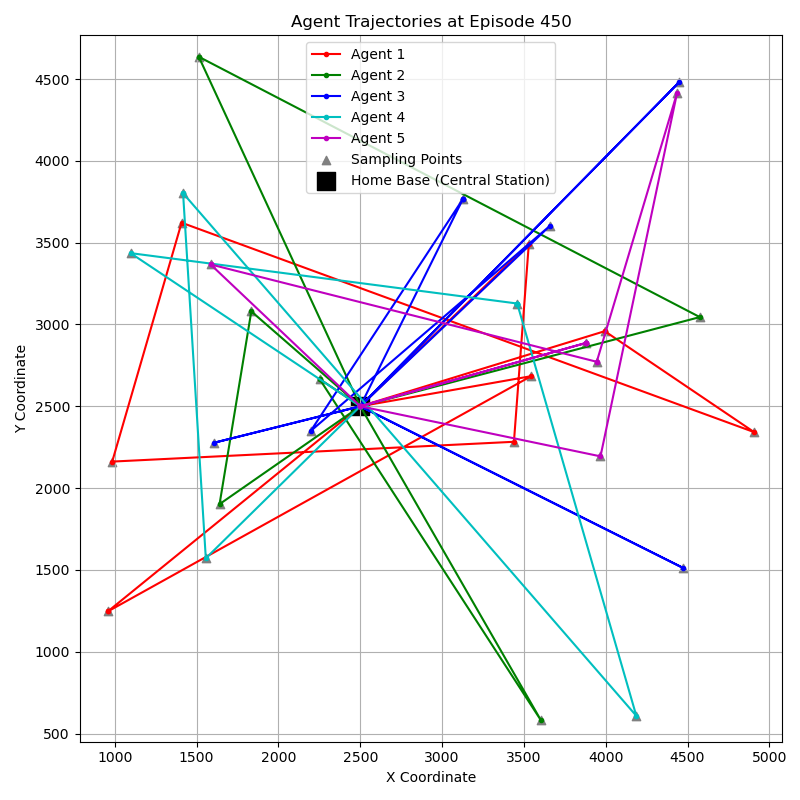 Agent Trajectories at Episode 450
Agent 1
Agent 2
Agent 3
Agent 4
Agent 5
Sampling Points
Home Base (Central Station)
Y Coordinate
4500
4000
3500
3000
2500
2000
1500
1000
500
1000 1500 2000 2500 3000 3500 4000 4500 5000
X Coordinate